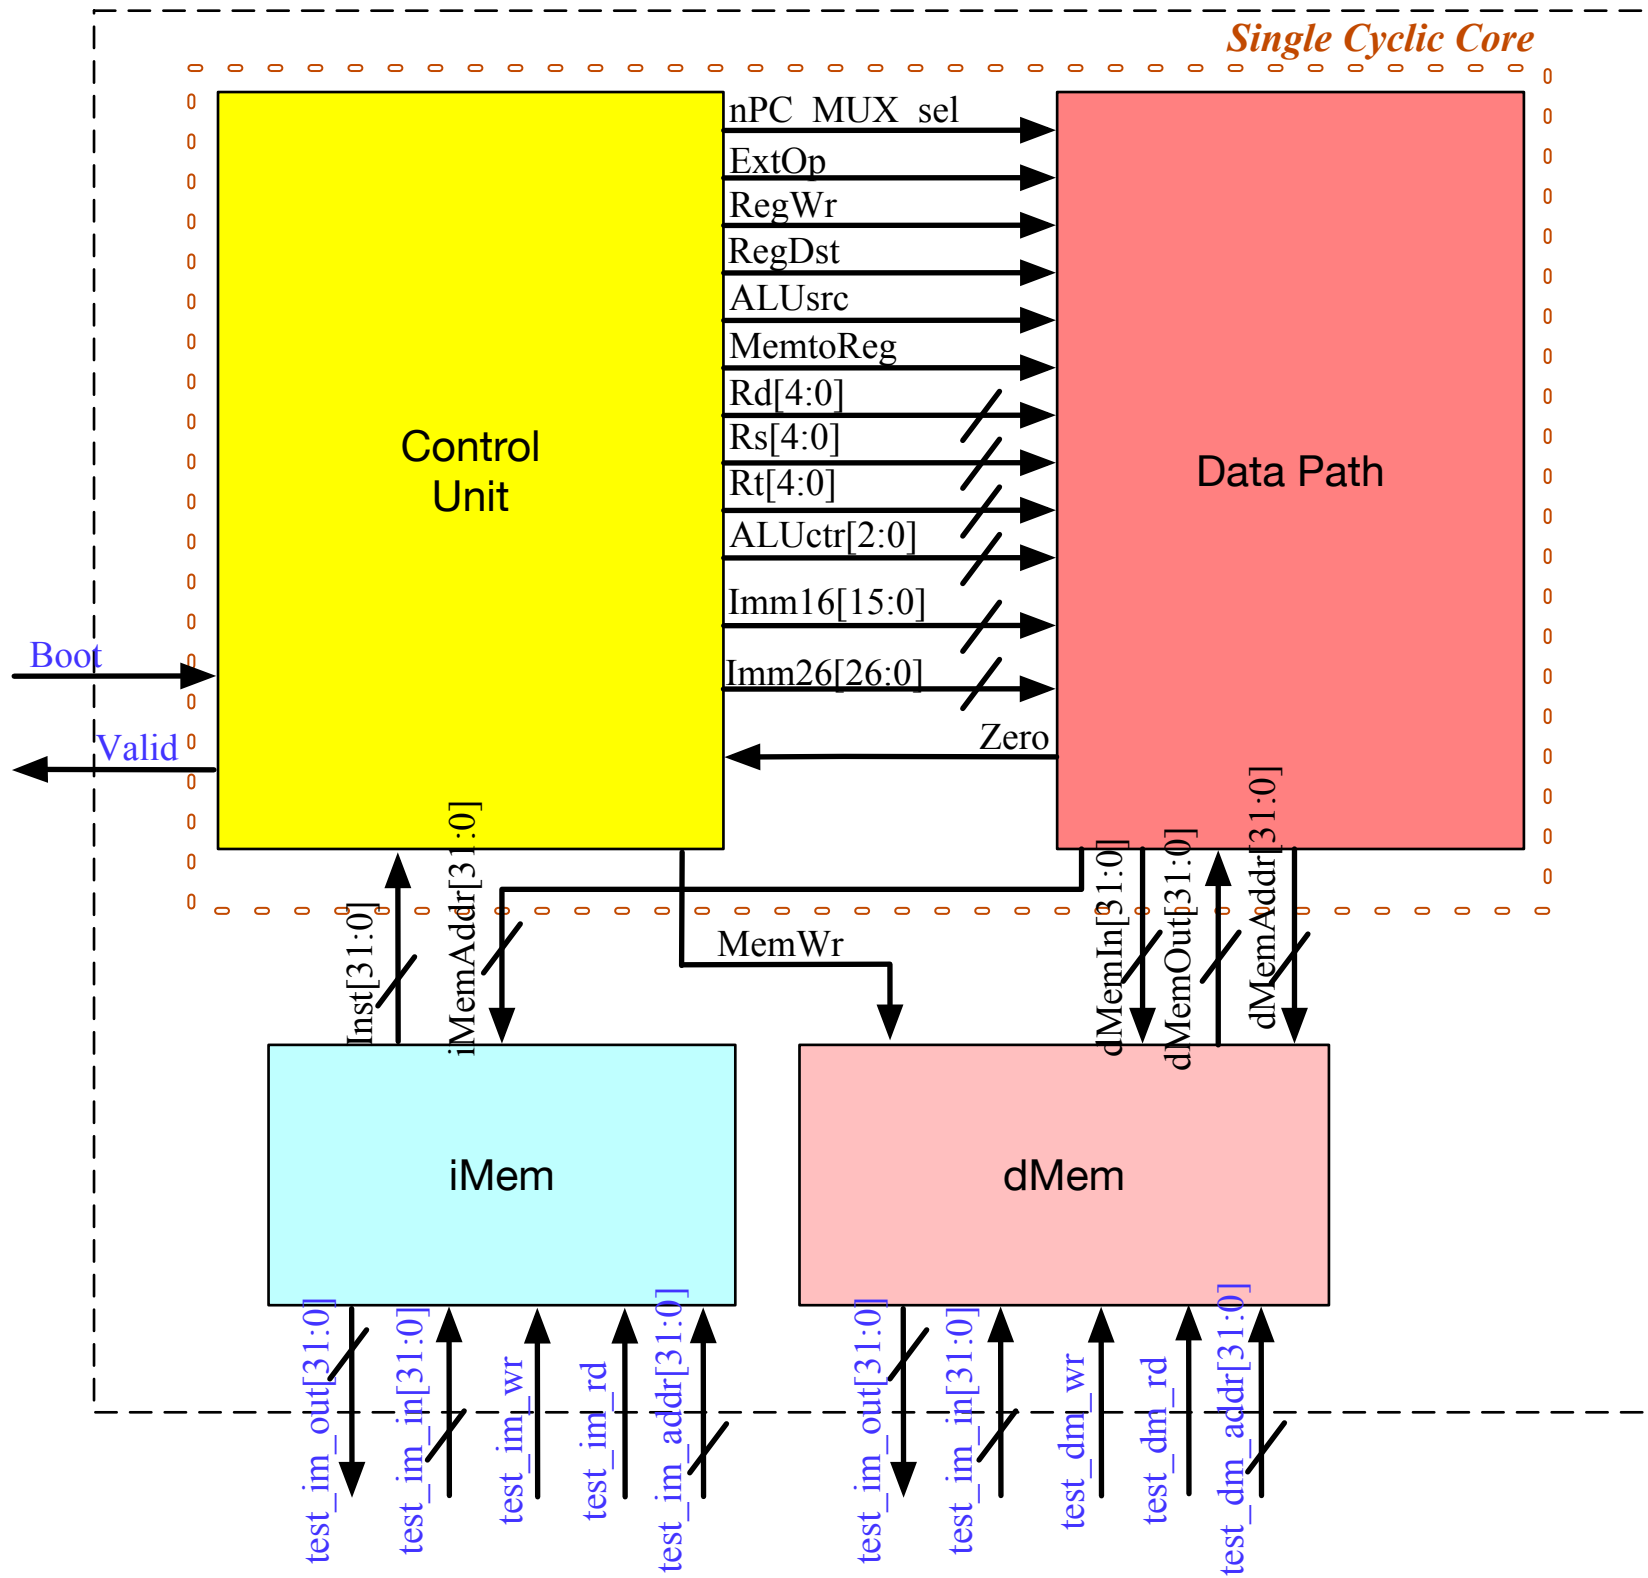 Single Cyclic Core
nPC_MUX_sel
ExtOp
RegWr
RegDst
ALUsrc
MemtoReg
Rd[4:0]
Rs[4:0]
Rt[4:0]
ALUctr[2:0]
Imm16[15:0]
Imm26[26:0]
Zero
Control
Unit
Data Path
Boot
Valid
Inst[31:0]
iMemAddr[31:0]
MemWr
dMemIn[31:0]
dMemOut[31:0]
dMemAddr[31:0]
iMem
dMem
test_im_out[31:0]
test_im_in[31:0]
test_im_wr
test_im_rd
test_im_addr[31:0]
test_im_out[31:0]
test_im_in[31:0]
test_dm_wr
test_dm_rd
test_dm_addr[31:0]